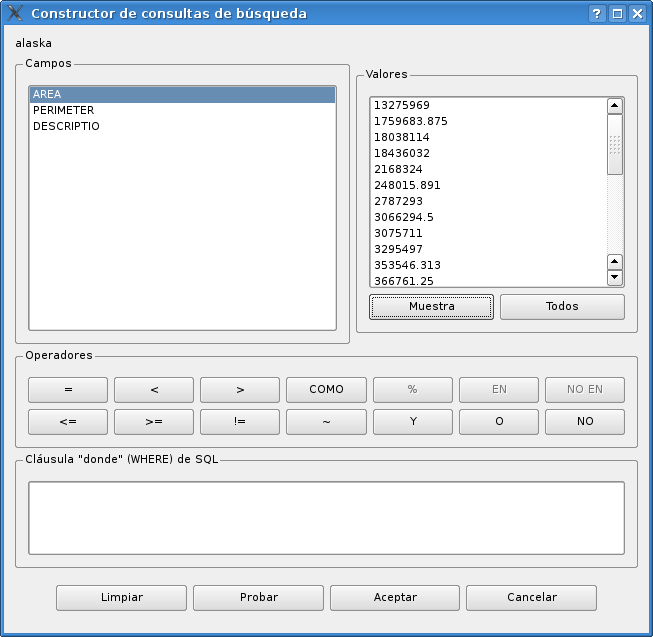 Constructor de consultas de búsqueda
alaska
Campos
AREA
PERIMETER
DESCRIPTIO
Valores
13275969
1759683.875
18038114
18436032
2168324
248015.891
2787293
3066294.5
3075711
3295497
353546.313
366761.25
Muestra Todos
Operadores
= < > COMO % EN NO EN
<= >= != ~ Y O NO
Cláusula "donde" (WHERE) de SQL
Limpiar Probar Aceptar Cancelar